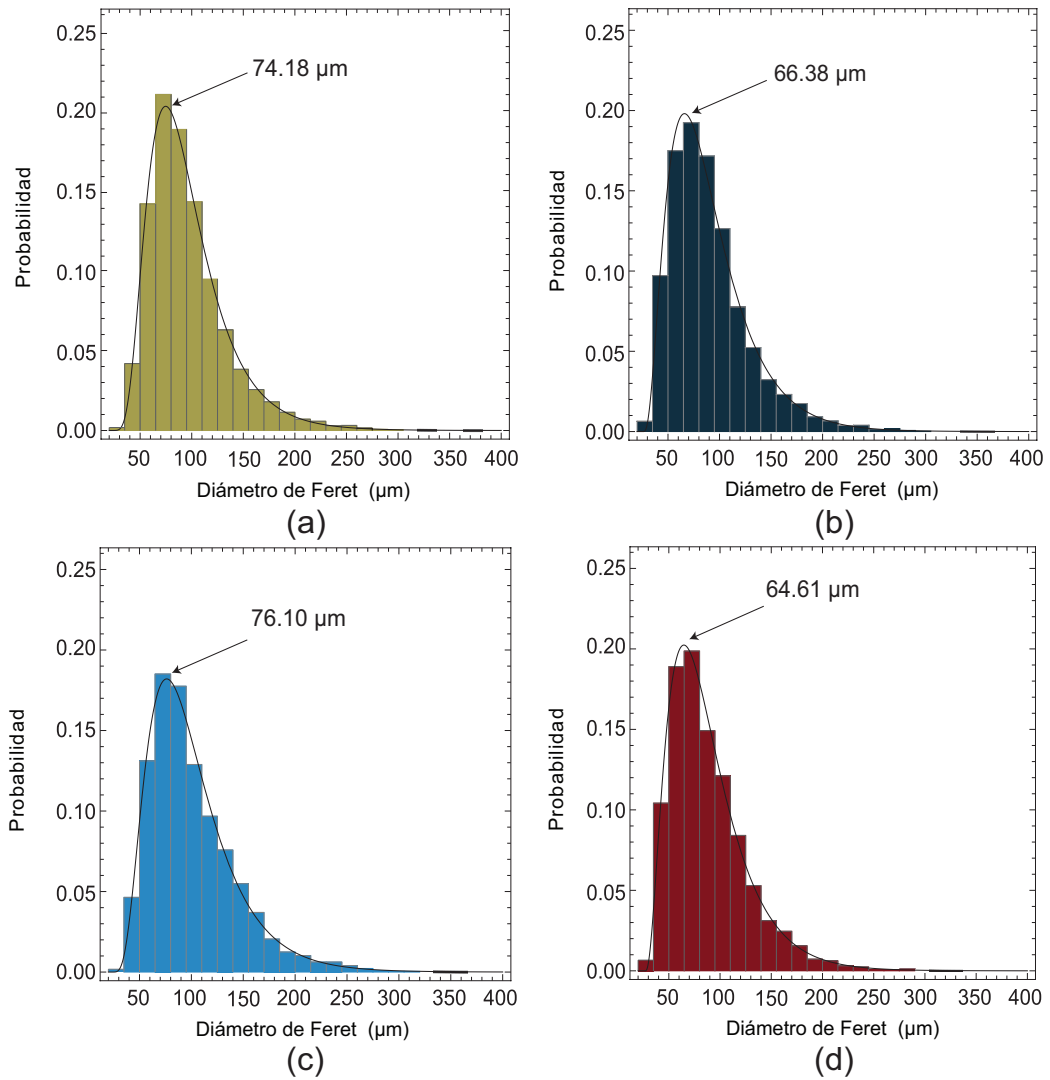 74.18 µm
Probabilidad
0.25
0.20
0.15
0.10
0.05
0.00
50 100 150 200 250 300 350 400
Diámetro de Feret (µm)
(a)
66.38 µm
Probabilidad
0.25
0.20
0.15
0.10
0.05
0.00
50 100 150 200 250 300 350 400
Diámetro de Feret (µm)
(b)
76.10 µm
Probabilidad
0.25
0.20
0.15
0.10
0.05
0.00
50 100 150 200 250 300 350 400
Diámetro de Feret (µm)
(c)
64.61 µm
Probabilidad
0.25
0.20
0.15
0.10
0.05
0.00
50 100 150 200 250 300 350 400
Diámetro de Feret (µm)
(d)